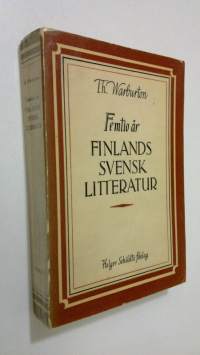 Th. Warburton
Femtio år
FINLANDS
SVENSK
LITTERATUR
Holger Schildts förlag